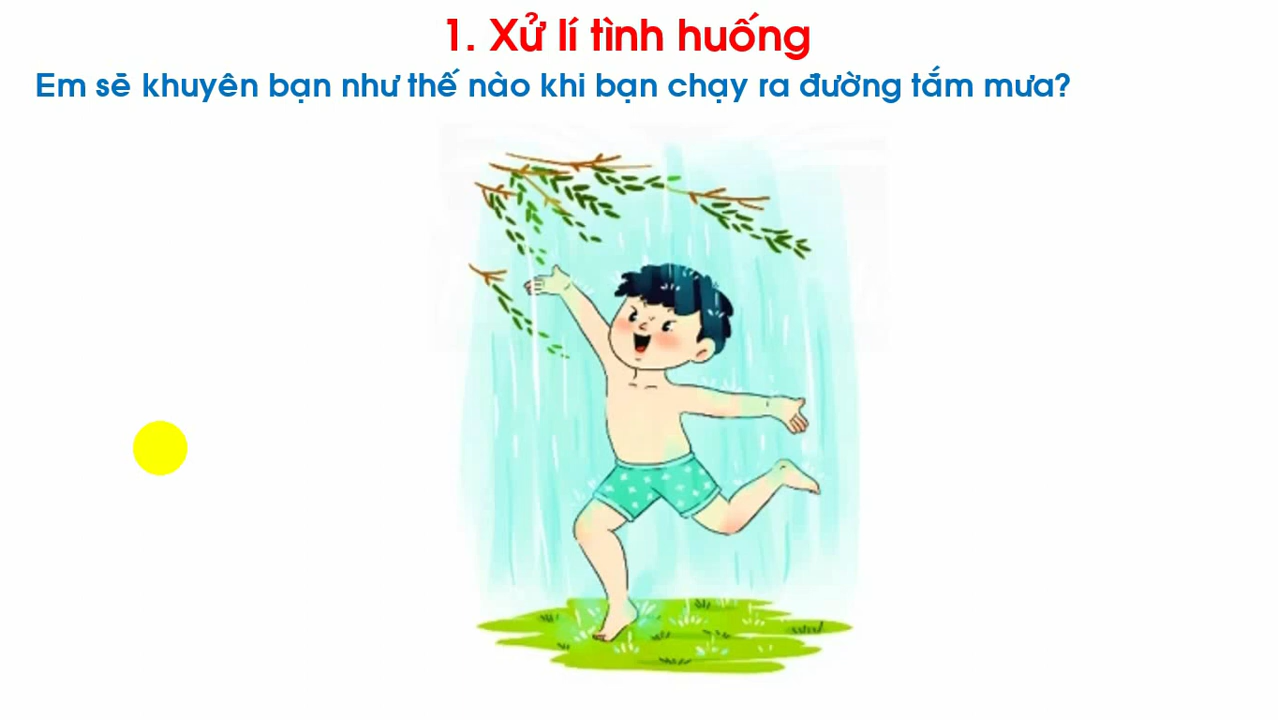 1. Xử lí tình huống
Em sẽ khuyên bạn như thế nào khi bạn chạy ra đường tắm mưa?